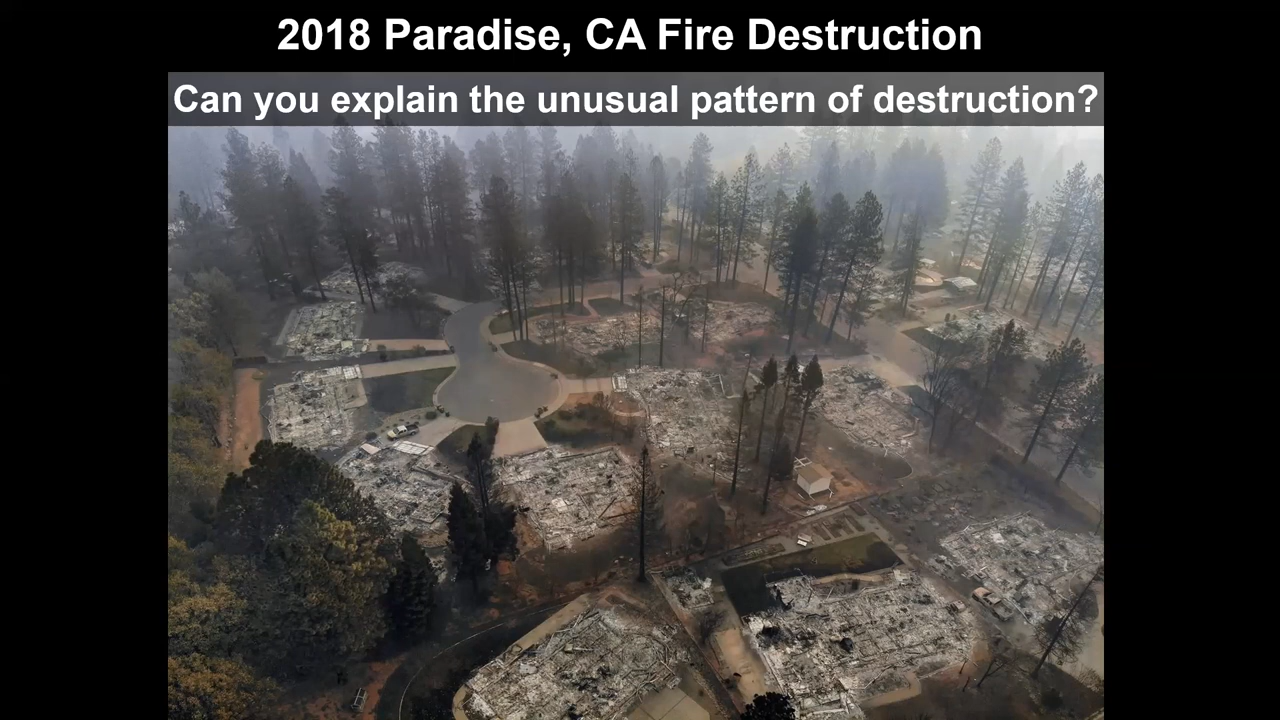 2018 Paradise, CA Fire Destruction
Can you explain the unusual pattern of destruction?